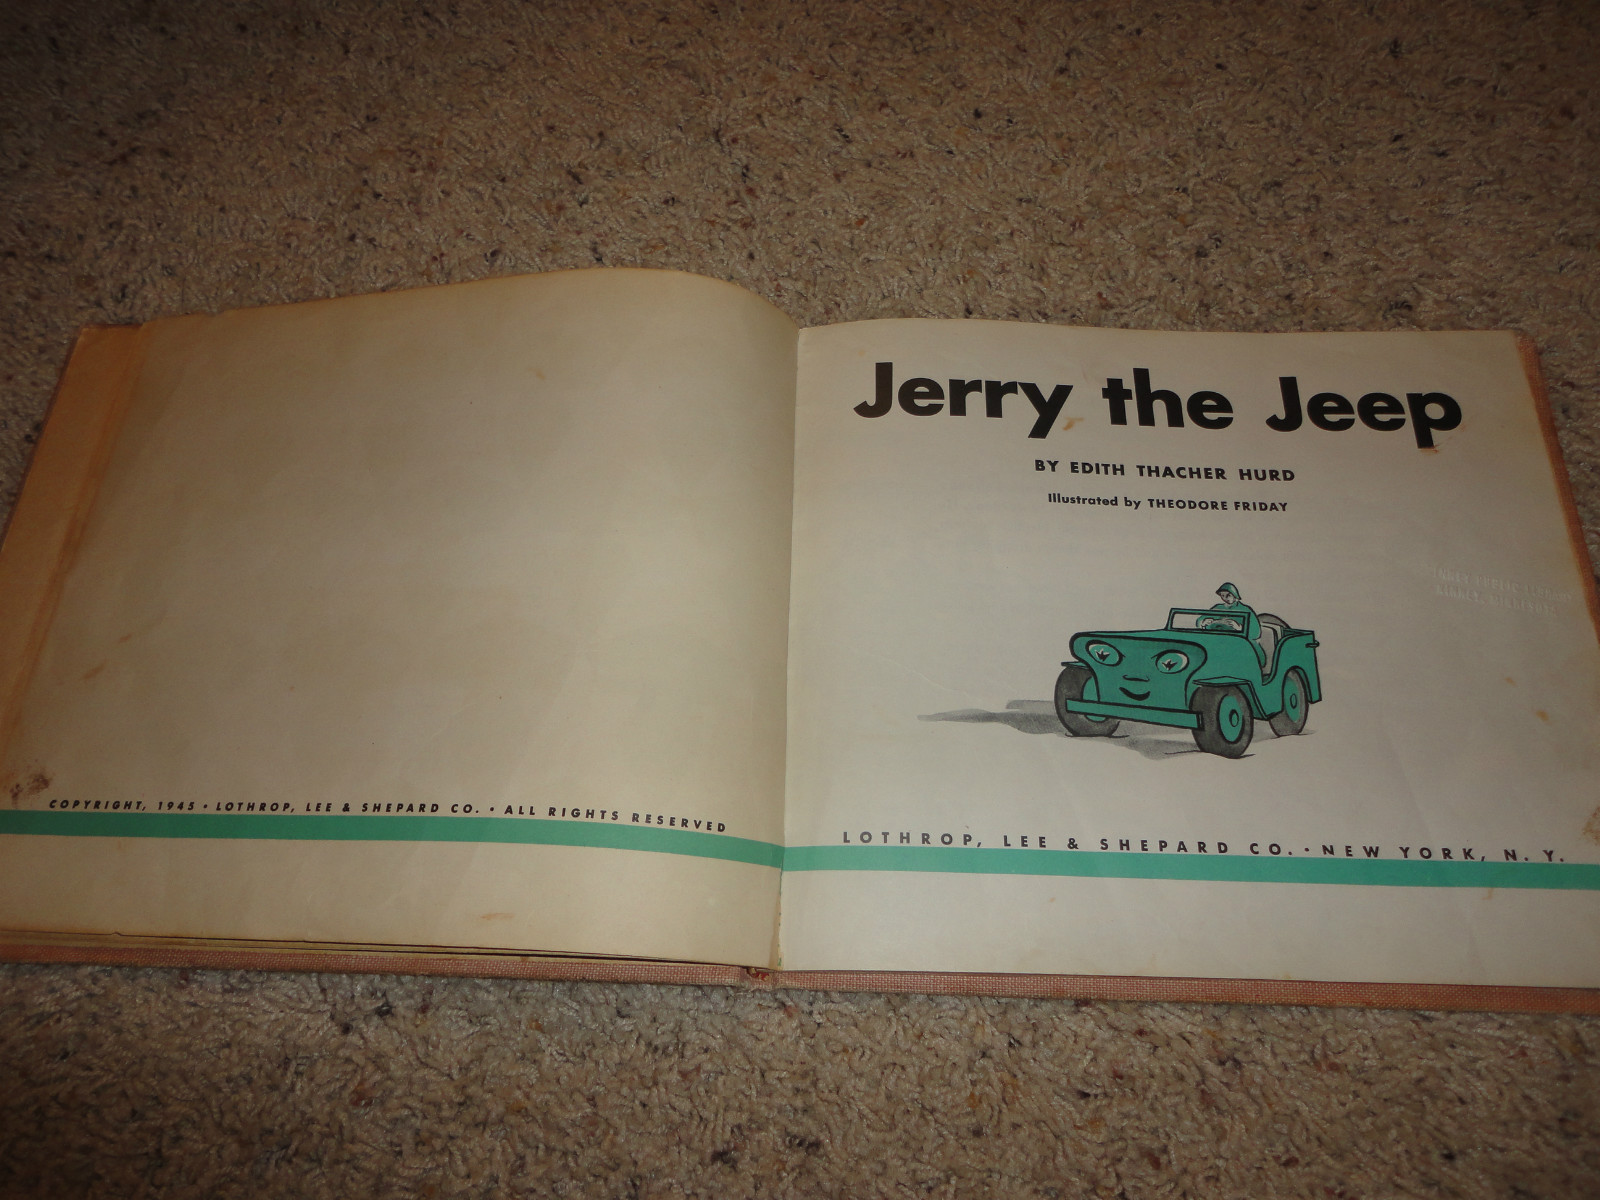 COPYRIGHT, 1945 • LOTHROP, LEE & SHEPARD CO. • ALL RIGHTS RESERVED
Jerry the Jeep
BY EDITH THACHER HURD
Illustrated by THEODORE FRIDAY
LOTHROP, LEE & SHEPARD CO. • NEW YORK, N. Y.